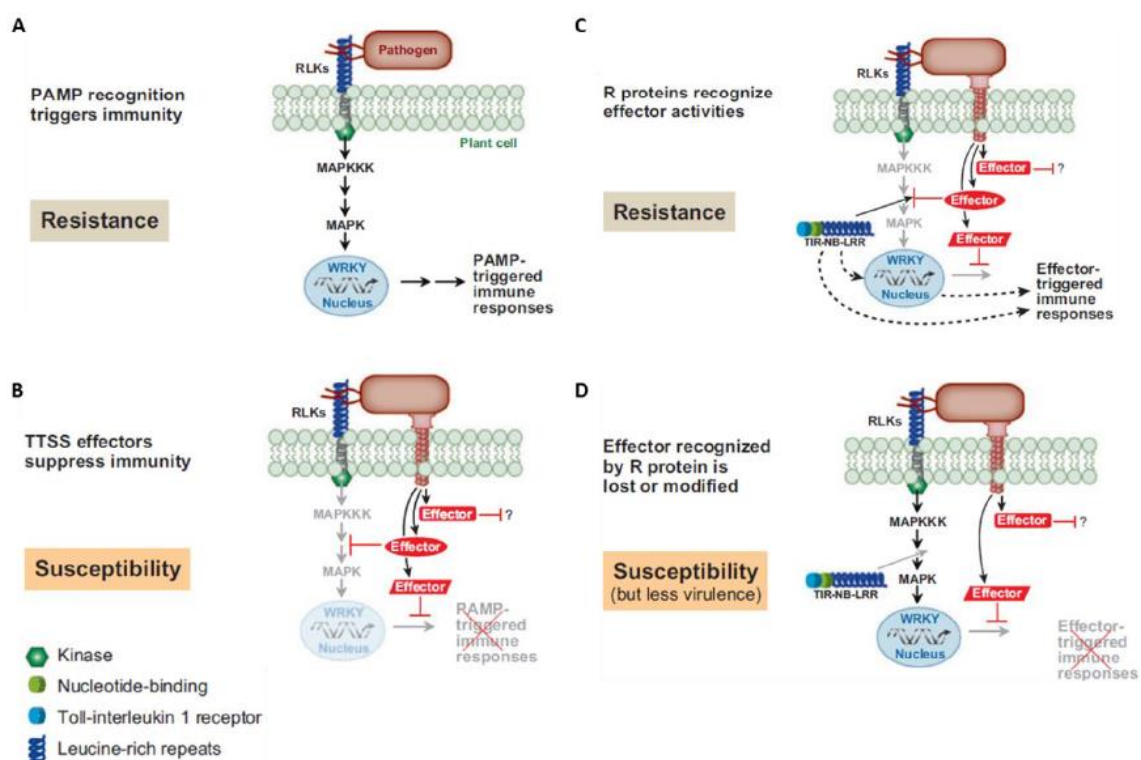 A
PAMP recognition
triggers immunity
Resistance
RLKs
Pathogen
Plant cell
MAPKKK
MAPK
WRKY
Nucleus
PAMP-
triggered
immune
responses
C
R proteins recognize
effector activities
Resistance
RLKs
MAPKKK
Effector
?
Effector
MAPK
TIR-NB-LRR
Effector
WRKY
Nucleus
Effector-
triggered
immune
responses
B
TTSS effectors
suppress immunity
Susceptibility
RLKs
MAPKKK
Effector
?
Effector
MAPK
Effector
WRKY
Nucleus
PAMP-
triggered
immune
responses
Kinase
Nucleotide-binding
Toll-interleukin 1 receptor
Leucine-rich repeats
D
Effector recognized
by R protein is
lost or modified
Susceptibility
(but less virulence)
RLKs
MAPKKK
Effector
?
MAPK
TIR-NB-LRR
Effector
WRKY
Nucleus
Effector-
triggered
immune
responses